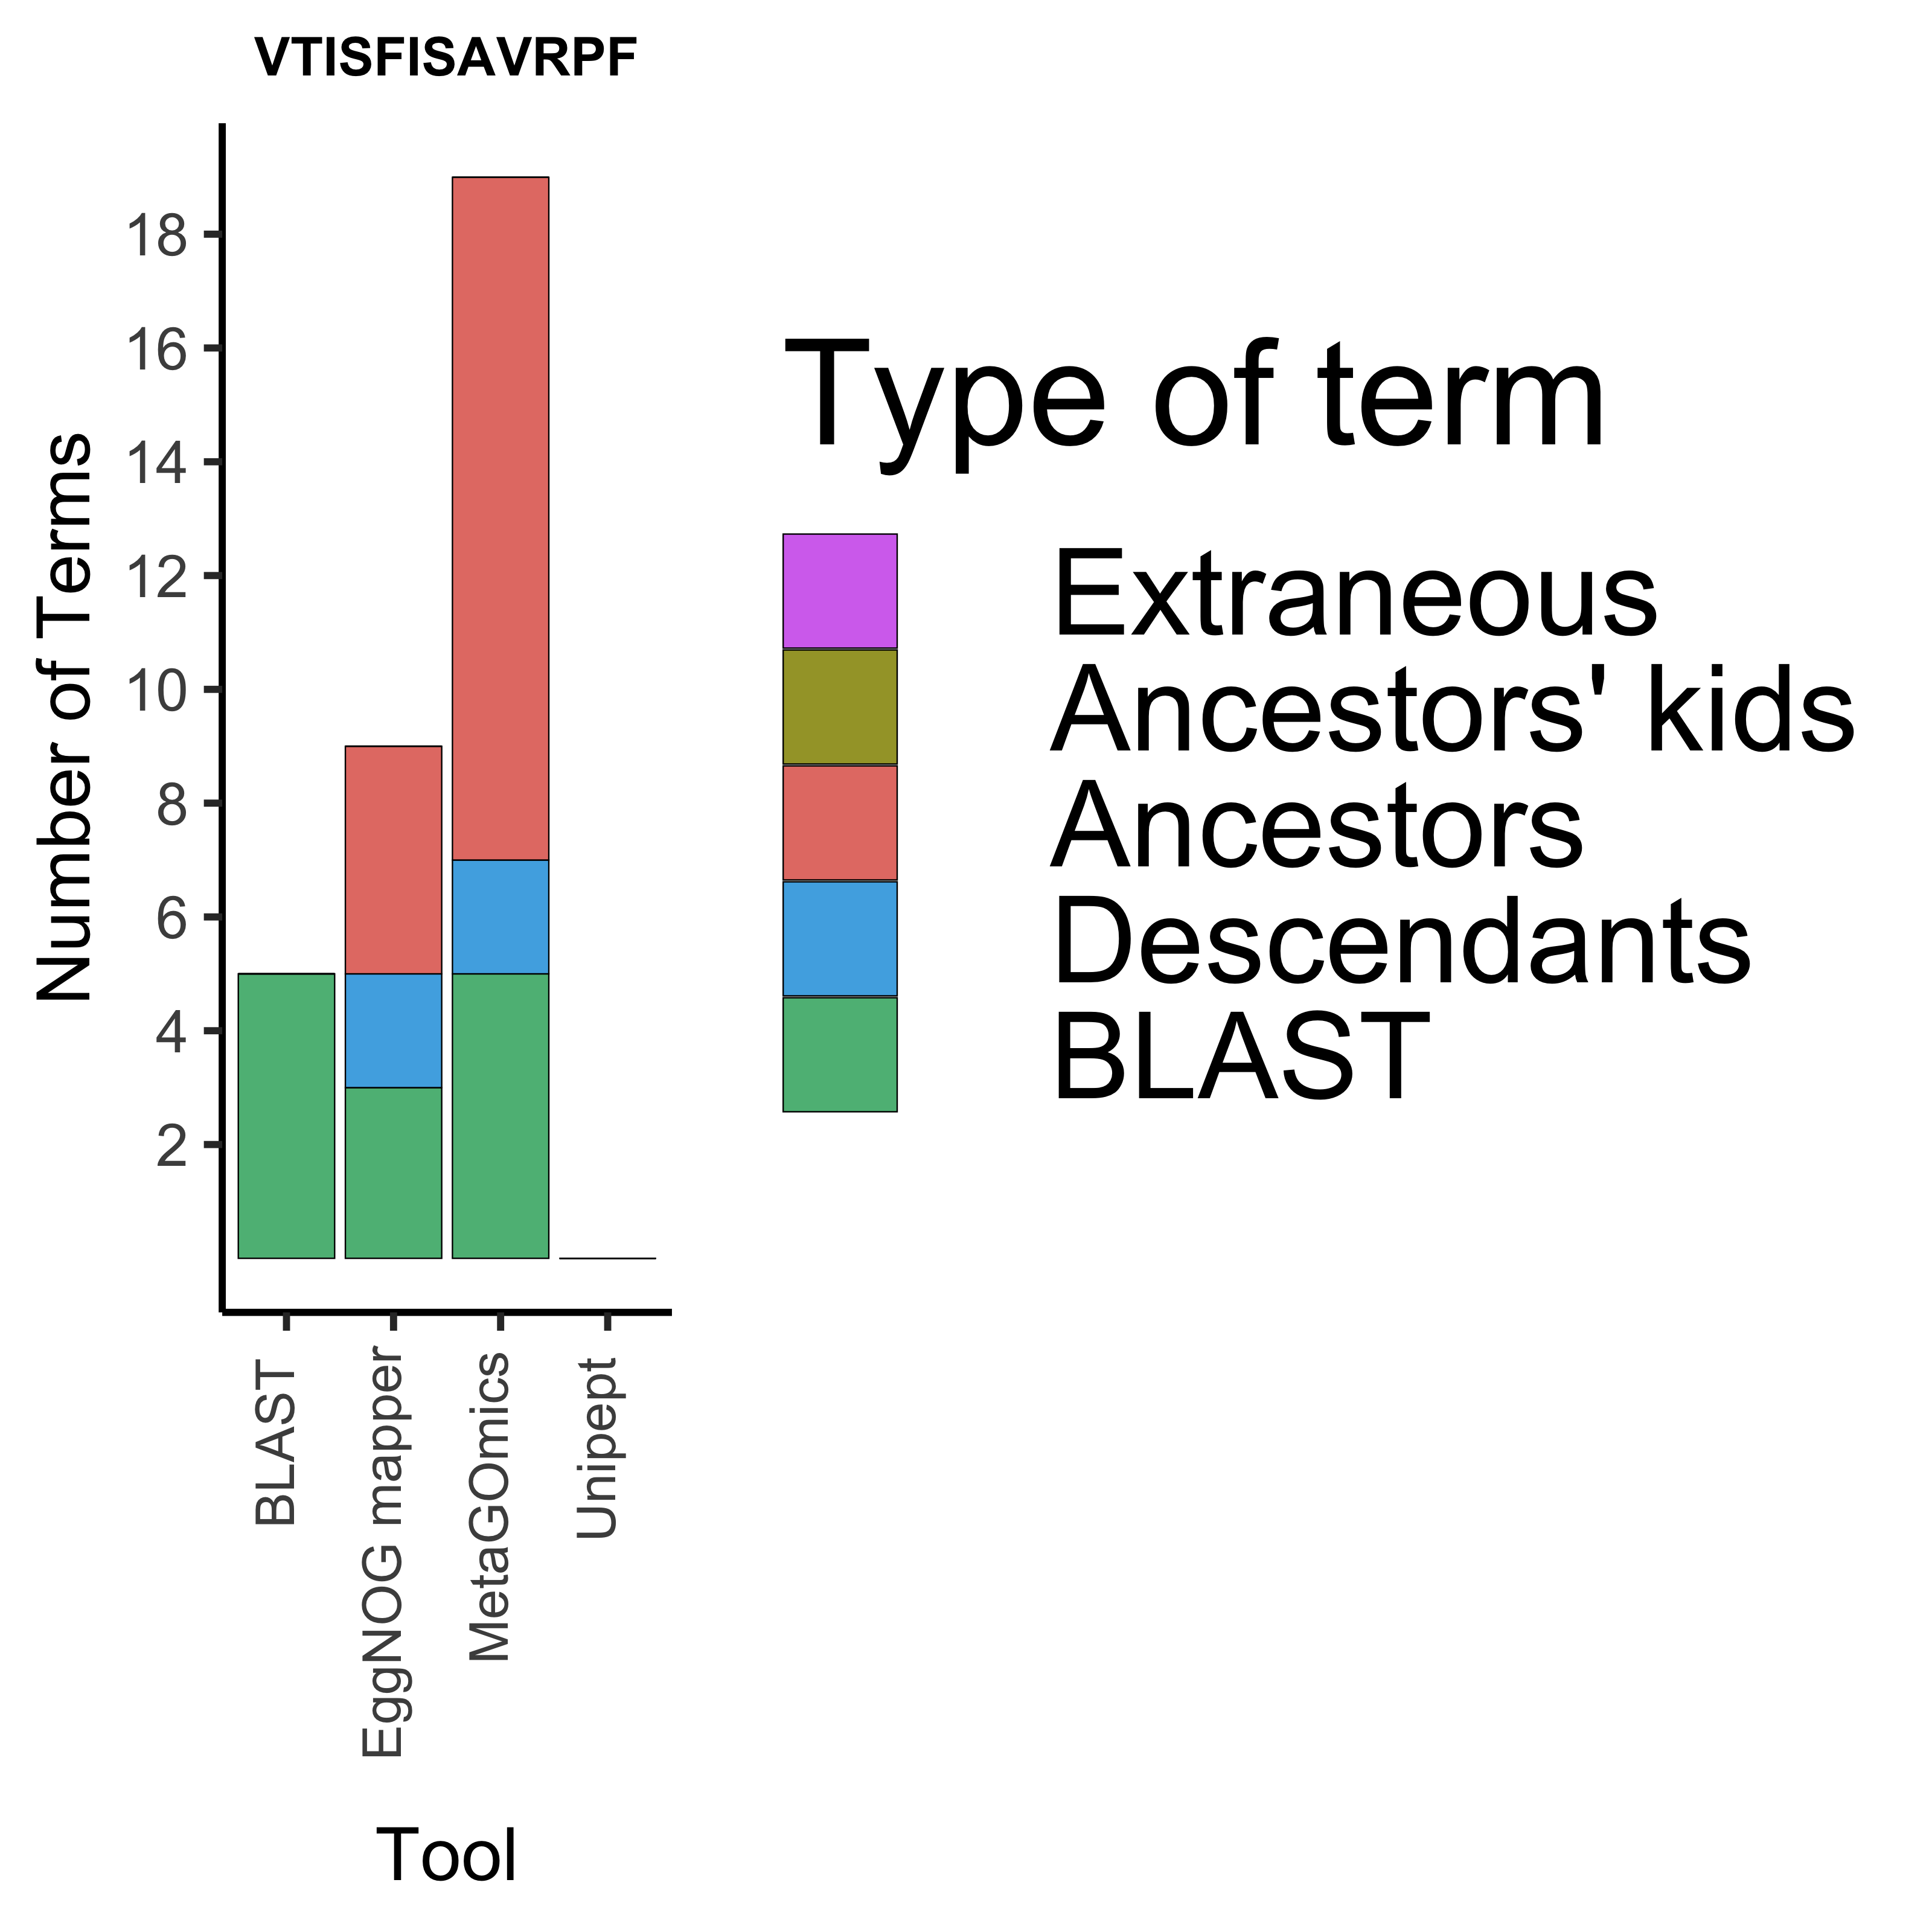 VTISFISAVRPF
Number of Terms
18
16
14
12
10
8
6
4
2
BLAST
EggNOG mapper
MetaGOmics
Unipept
Tool
Type of term
Extraneous
Ancestors' kids
Ancestors
Descendants
BLAST